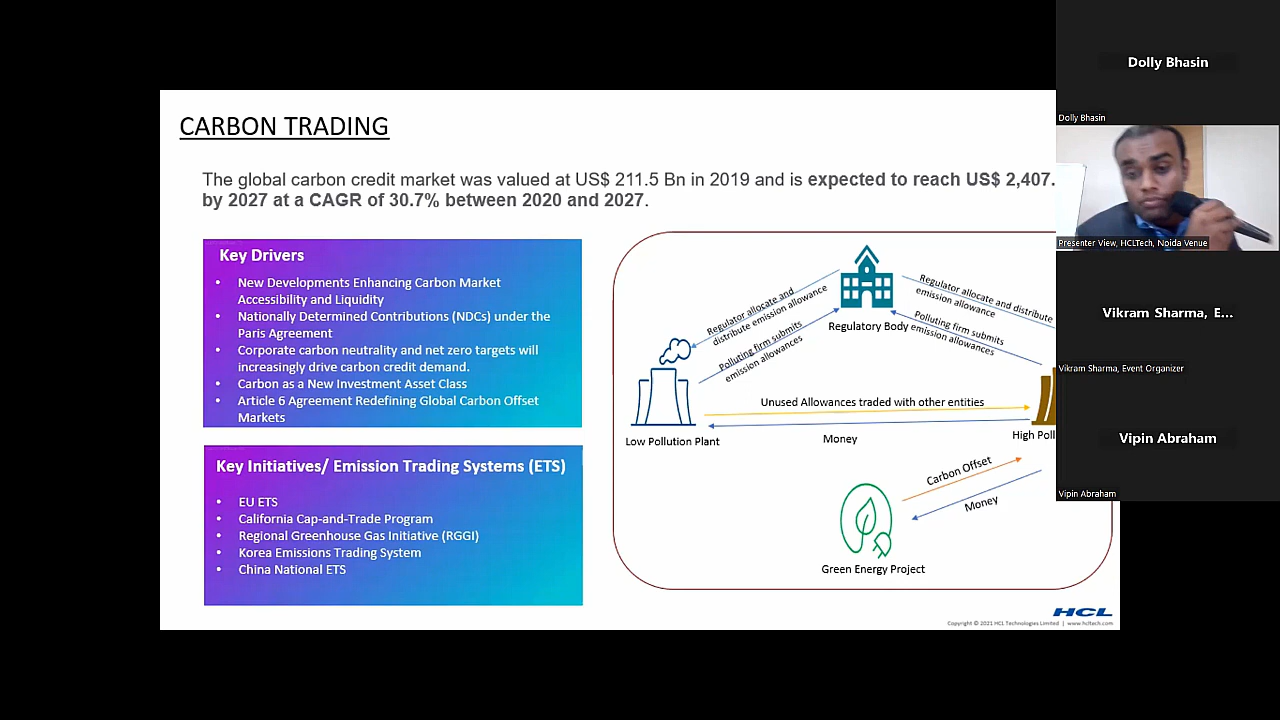 CARBON TRADING
The global carbon credit market was valued at US$ 211.5 Bn in 2019 and is expected to reach US$ 2,407.
by 2027 at a CAGR of 30.7% between 2020 and 2027.
Key Drivers
• New Developments Enhancing Carbon Market
Accessibility and Liquidity
• Nationally Determined Contributions (NDCs) under the
Paris Agreement
• Corporate carbon neutrality and net zero targets will
increasingly drive carbon credit demand.
• Carbon as a New Investment Asset Class
• Article 6 Agreement Redefining Global Carbon Offset
Markets
Key Initiatives/ Emission Trading Systems (ETS)
• EU ETS
• California Cap-and-Trade Program
• Regional Greenhouse Gas Initiative (RGGI)
• Korea Emissions Trading System
• China National ETS
Regulator allocate and
distribute emission allowance
Polluting firm submits
emission allowances
Regulatory Body
Regulator allocate and distribute
emission allowance
Polluting firm submits
emission allowances
Unused Allowances traded with other entities
Money
Low Pollution Plant
High Poll
Carbon Offset
Money
Green Energy Project
HCL
Copyright © 2021 HCL Technologies Limited | www.hcltech.com
Dolly Bhasin
Dolly Bhasin
Presenter View, HCLTech, Noida Venue
Vikram Sharma, E...
Vikram Sharma, Event Organizer
Vipin Abraham
Vipin Abraham